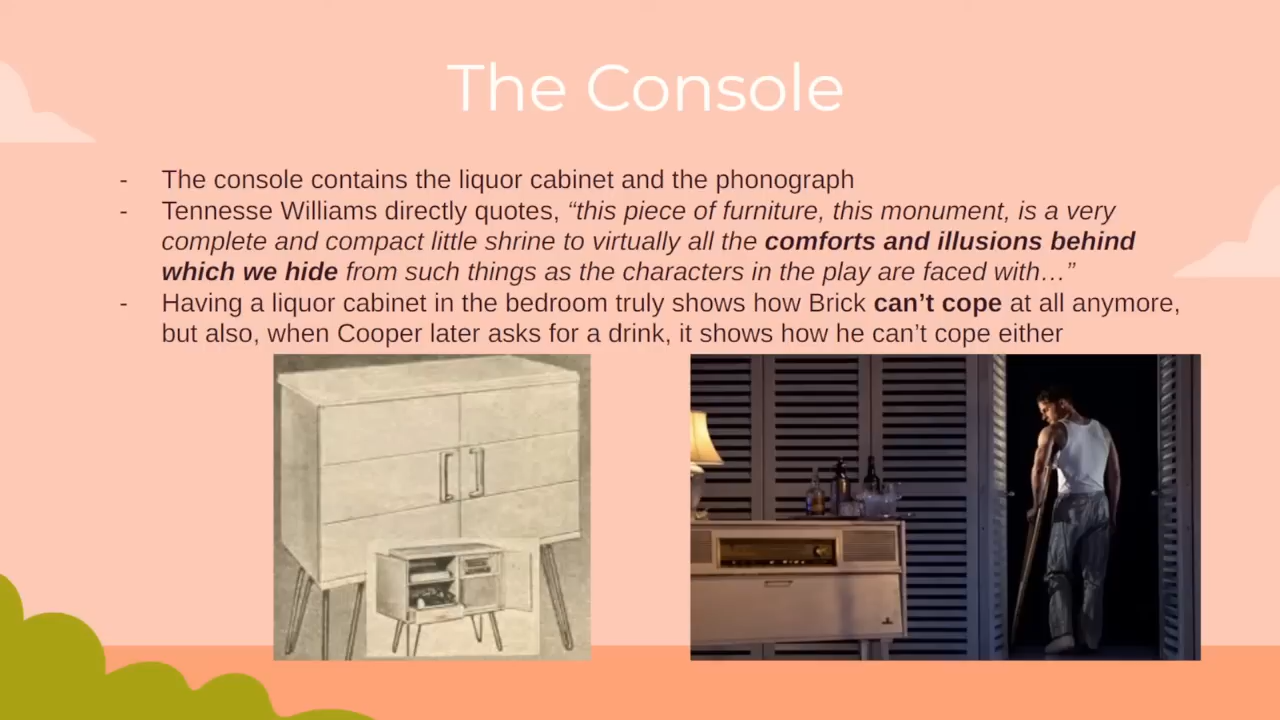 The Console
- The console contains the liquor cabinet and the phonograph
- Tennesse Williams directly quotes, “this piece of furniture, this monument, is a very
complete and compact little shrine to virtually all the comforts and illusions behind
which we hide from such things as the characters in the play are faced with…”
- Having a liquor cabinet in the bedroom truly shows how Brick can’t cope at all anymore,
but also, when Cooper later asks for a drink, it shows how he can’t cope either